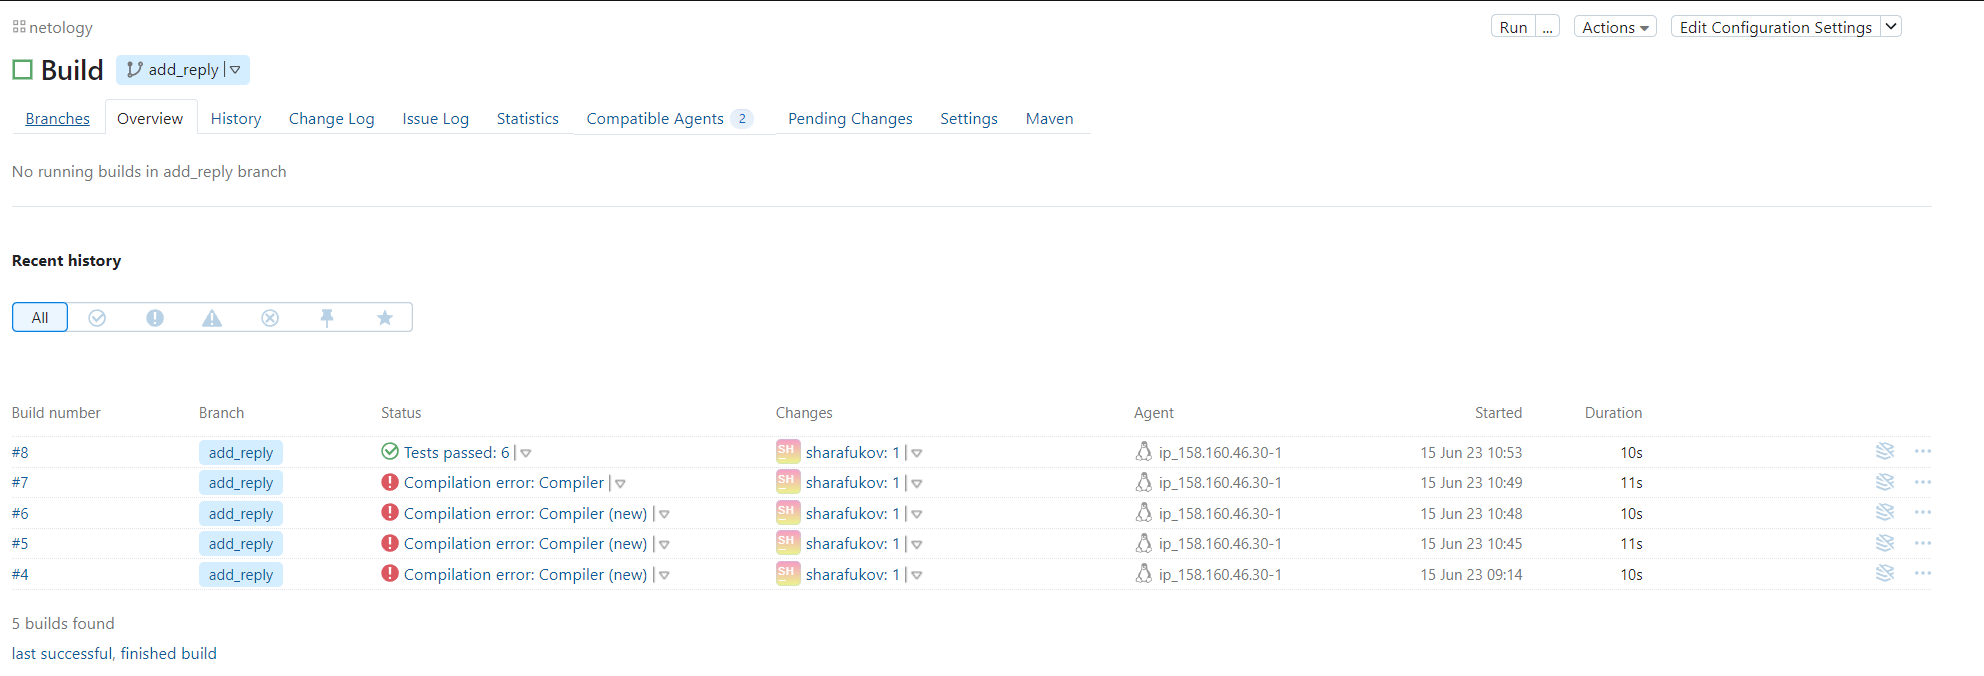 netology
Run ... Actions Edit Configuration Settings
Build add_reply
Branches Overview History Change Log Issue Log Statistics Compatible Agents 2 Pending Changes Settings Maven
No running builds in add_reply branch
Recent history
All
Build number Branch Status Changes Agent Started Duration
#8 add_reply Tests passed: 6 SH sharafukov: 1 ip_158.160.46.30-1 15 Jun 23 10:53 10s
#7 add_reply Compilation error: Compiler SH sharafukov: 1 ip_158.160.46.30-1 15 Jun 23 10:49 11s
#6 add_reply Compilation error: Compiler (new) SH sharafukov: 1 ip_158.160.46.30-1 15 Jun 23 10:48 10s
#5 add_reply Compilation error: Compiler (new) SH sharafukov: 1 ip_158.160.46.30-1 15 Jun 23 10:45 11s
#4 add_reply Compilation error: Compiler (new) SH sharafukov: 1 ip_158.160.46.30-1 15 Jun 23 09:14 10s
5 builds found
last successful, finished build